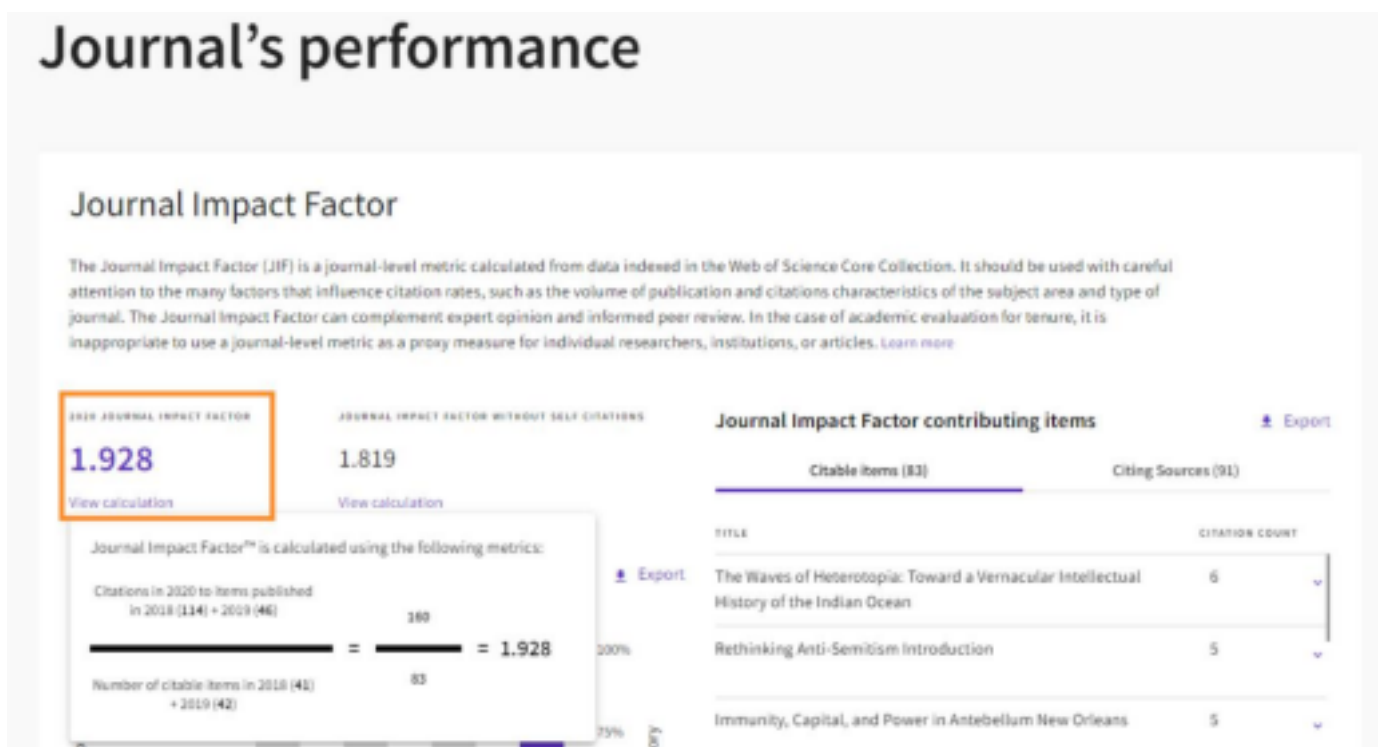 Journal's performance
Journal Impact Factor
The Journal Impact Factor (JIF) is a journal-level metric calculated from data indexed in the Web of Science Core Collection. It should be used with careful
attention to the many factors that influence citation rates, such as the volume of publication and citations characteristics of the subject area and type of
journal. The Journal Impact Factor can complement expert opinion and informed peer review. In the case of academic evaluation for tenure, it is
inappropriate to use a journal-level metric as a proxy measure for individual researchers, institutions, or articles. Learn more
2020 JOURNAL IMPACT FACTOR
1.928
View calculation
JOURNAL IMPACT FACTOR WITHOUT SELF CITATIONS
1.819
View calculation
Journal Impact Factor™ is calculated using the following metrics:
Citations in 2020 to items published
in 2018 (114) + 2019 (46)
Number of citable items in 2018 (41)
+ 2019 (42)
=
160
83
= 1.928
Export
100%
75%
Journal Impact Factor contributing items
Export
Citable items (83)
Citing Sources (91)
TITLE
CITATION COUNT
The Waves of Heterotopia: Toward a Vernacular Intellectual
History of the Indian Ocean
6
Rethinking Anti-Semitism Introduction
5
Immunity, Capital, and Power in Antebellum New Orleans
5